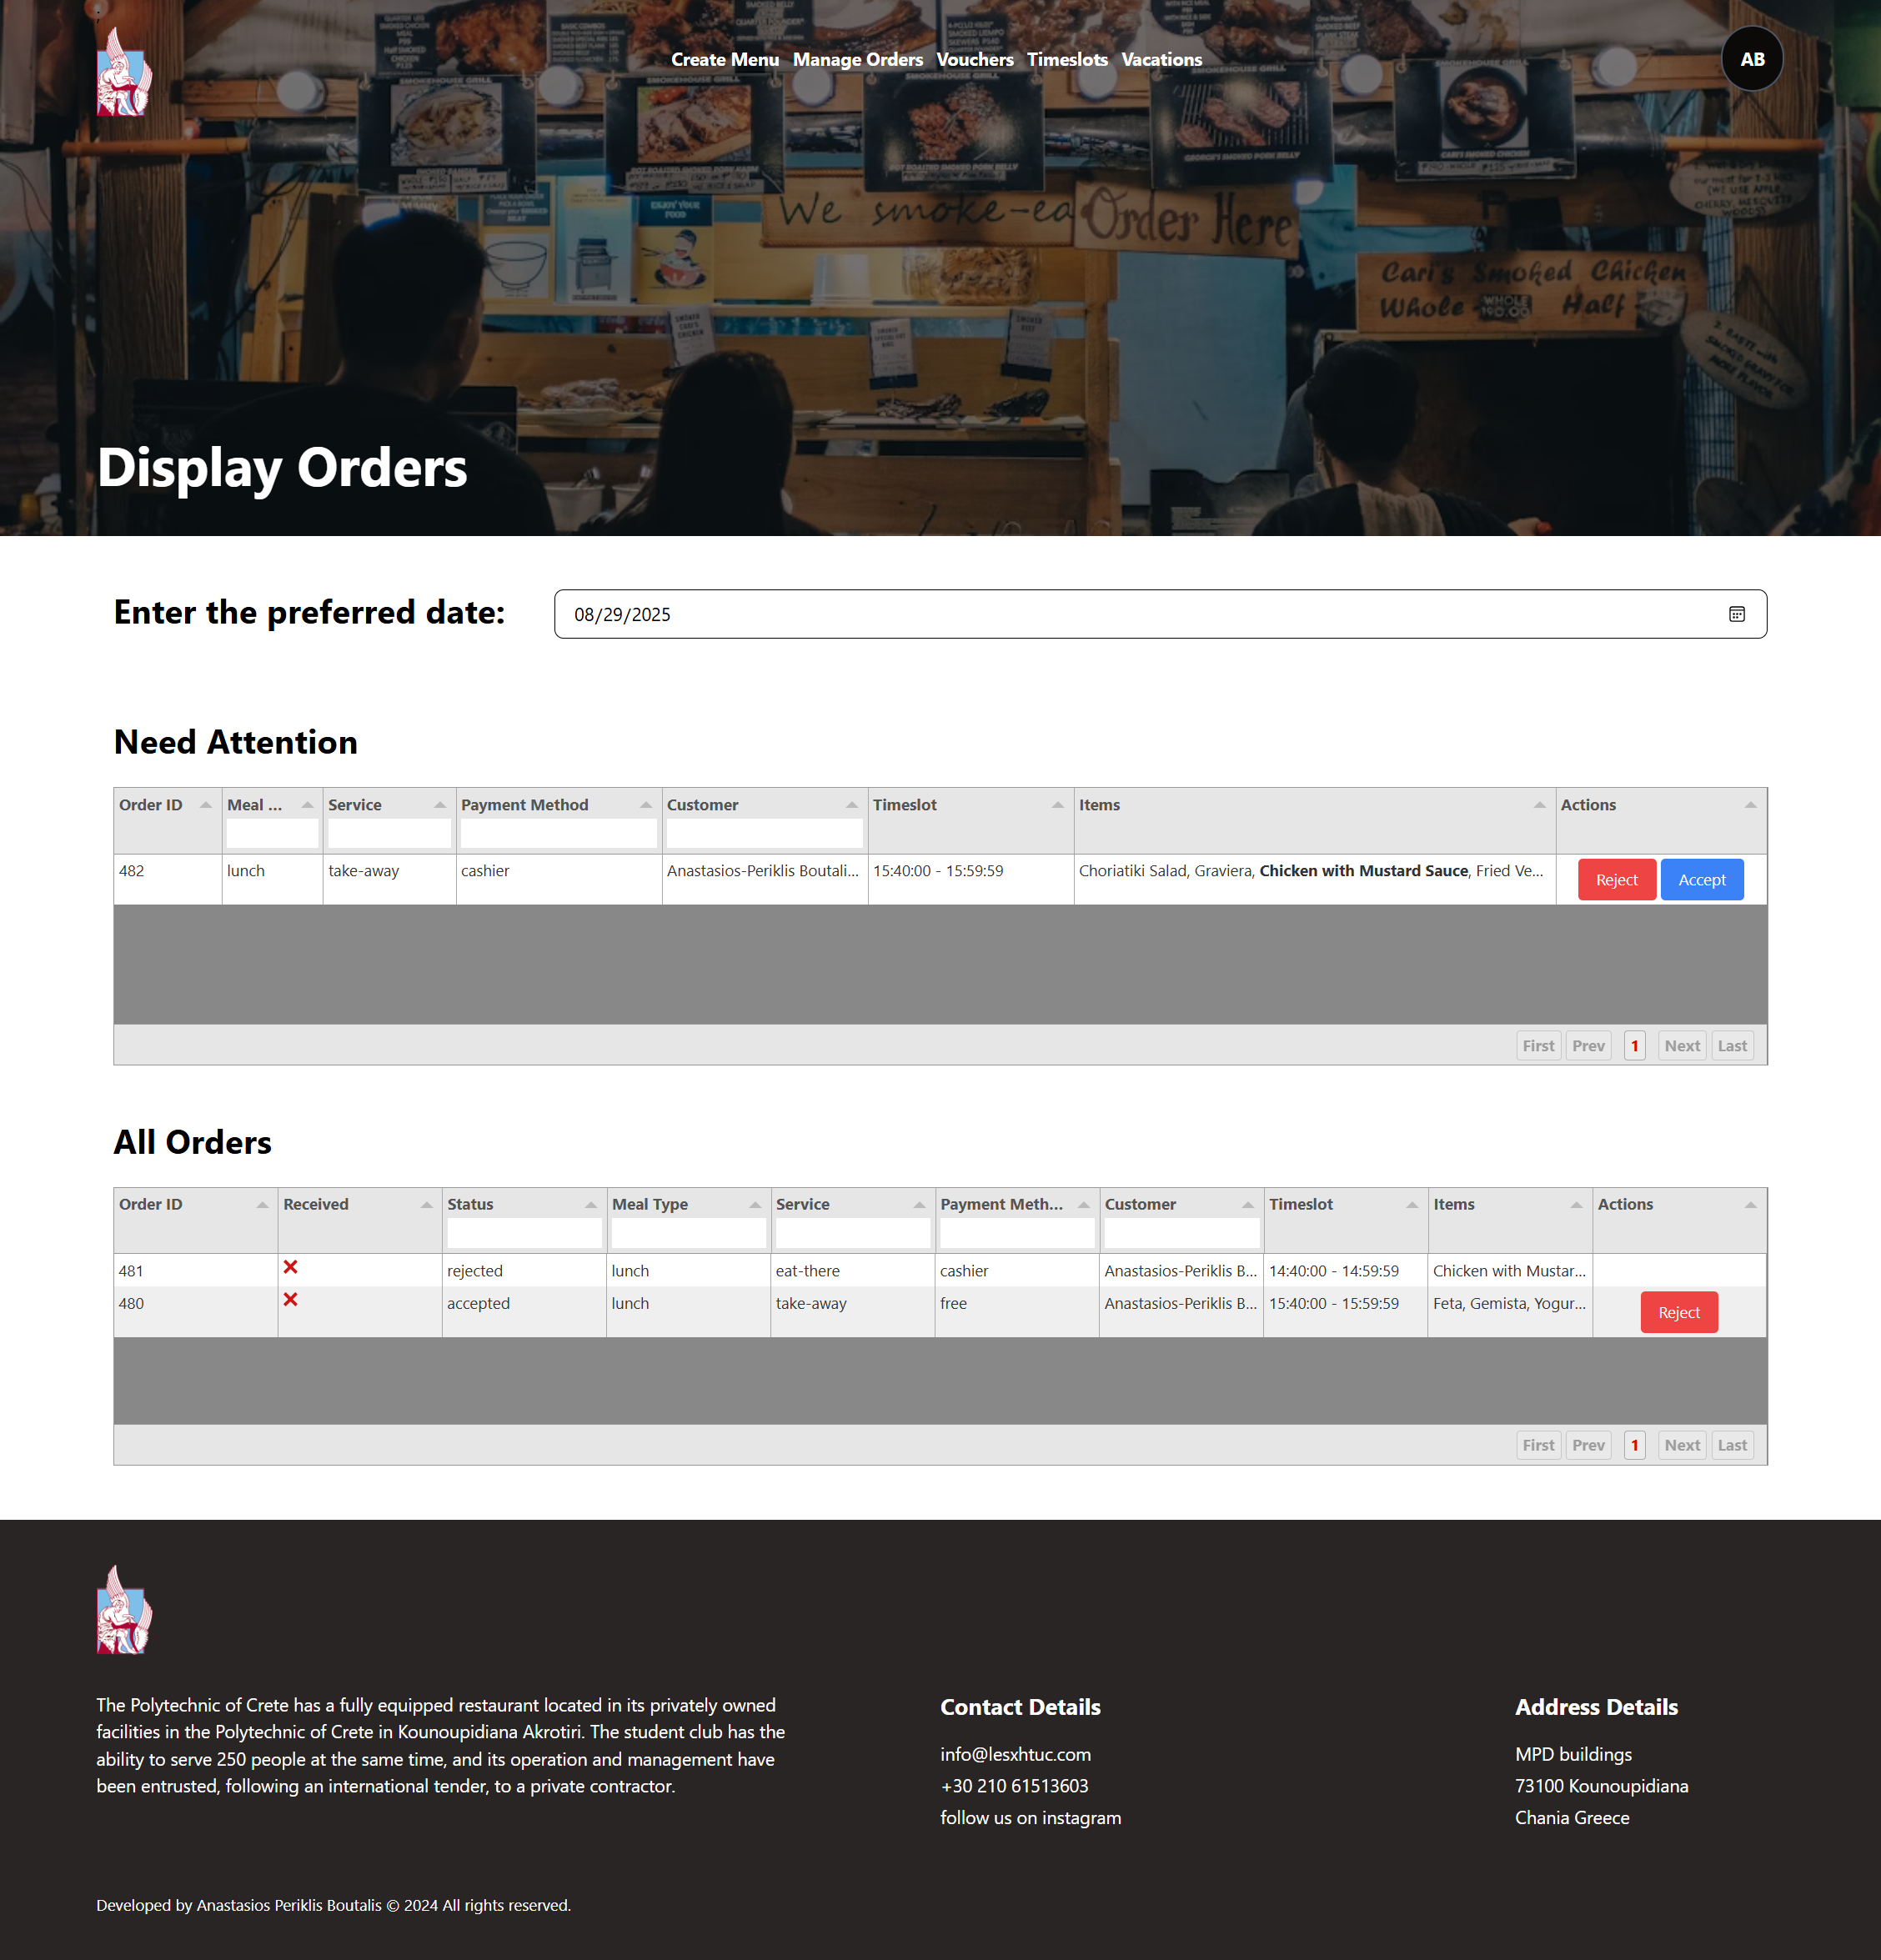 Create Menu Manage Orders Vouchers Timeslots Vacations
AB
SMOKEHOUSE GRILL
We smoke-ea
Order Here
ENJOY YOUR FOOD
Cari's Smoked Chicken
Whole Half
Display Orders
Enter the preferred date: 08/29/2025
Need Attention
Order ID Meal ... Service Payment Method Customer Timeslot Items Actions
482 lunch take-away cashier Anastasios-Periklis Boutali... 15:40:00 - 15:59:59 Choriatiki Salad, Graviera, Chicken with Mustard Sauce, Fried Ve... Reject Accept
First Prev 1 Next Last
All Orders
Order ID Received Status Meal Type Service Payment Meth... Customer Timeslot Items Actions
481 rejected lunch eat-there cashier Anastasios-Periklis B... 14:40:00 - 14:59:59 Chicken with Mustar...
480 accepted lunch take-away free Anastasios-Periklis B... 15:40:00 - 15:59:59 Feta, Gemista, Yogur... Reject
First Prev 1 Next Last
The Polytechnic of Crete has a fully equipped restaurant located in its privately owned
facilities in the Polytechnic of Crete in Kounoupidiana Akrotiri. The student club has the
ability to serve 250 people at the same time, and its operation and management have
been entrusted, following an international tender, to a private contractor.
Contact Details
info@lesxhtuc.com
+30 210 61513603
follow us on instagram
Address Details
MPD buildings
73100 Kounoupidiana
Chania Greece
Developed by Anastasios Periklis Boutalis © 2024 All rights reserved.